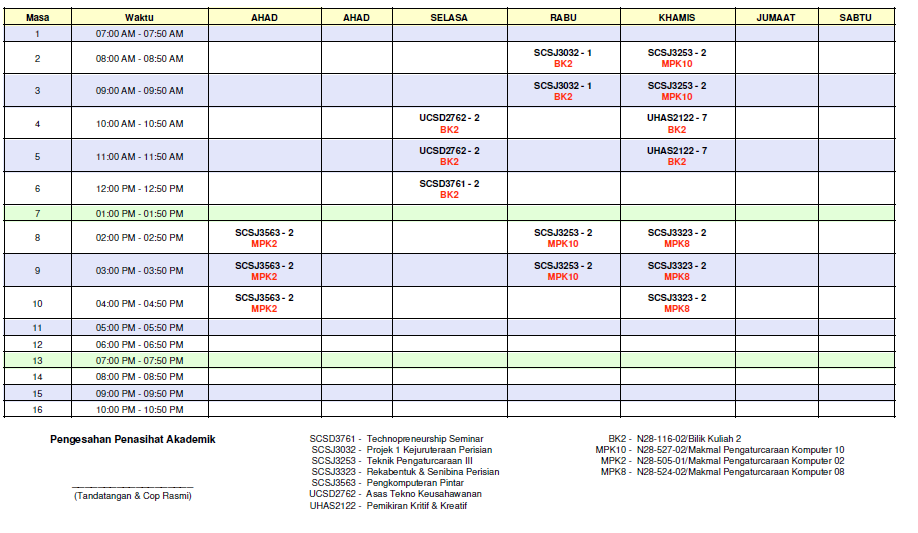 Masa Waktu AHAD AHAD SELASA RABU KHAMIS JUMAAT SABTU
1 07:00 AM - 07:50 AM
2 08:00 AM - 08:50 AM SCSJ3032 - 1 SCSJ3253 - 2
BK2 MPK10
3 09:00 AM - 09:50 AM SCSJ3032 - 1 SCSJ3253 - 2
BK2 MPK10
4 10:00 AM - 10:50 AM UCSD2762 - 2 UHAS2122 - 7
BK2 BK2
5 11:00 AM - 11:50 AM UCSD2762 - 2 UHAS2122 - 7
BK2 BK2
6 12:00 PM - 12:50 PM SCSD3761 - 2
BK2
7 01:00 PM - 01:50 PM
8 02:00 PM - 02:50 PM SCSJ3563 - 2 SCSJ3253 - 2 SCSJ3323 - 2
MPK2 MPK10 MPK8
9 03:00 PM - 03:50 PM SCSJ3563 - 2 SCSJ3253 - 2 SCSJ3323 - 2
MPK2 MPK10 MPK8
10 04:00 PM - 04:50 PM SCSJ3563 - 2 SCSJ3323 - 2
MPK2 MPK8
11 05:00 PM - 05:50 PM
12 06:00 PM - 06:50 PM
13 07:00 PM - 07:50 PM
14 08:00 PM - 08:50 PM
15 09:00 PM - 09:50 PM
16 10:00 PM - 10:50 PM
Pengesahan Penasihat Akademik
(Tandatangan & Cop Rasmi)
SCSD3761 - Technopreneurship Seminar
SCSJ3032 - Projek 1 Kejuruteraan Perisian
SCSJ3253 - Teknik Pengaturcaraan III
SCSJ3323 - Rekabentuk & Senibina Perisian
SCSJ3563 - Pengkomputeran Pintar
UCSD2762 - Asas Tekno Keusahawanan
UHAS2122 - Pemikiran Kritif & Kreatif
BK2 - N28-116-02/Bilik Kuliah 2
MPK10 - N28-527-02/Makmal Pengaturcaraan Komputer 10
MPK2 - N28-505-01/Makmal Pengaturcaraan Komputer 02
MPK8 - N28-524-02/Makmal Pengaturcaraan Komputer 08